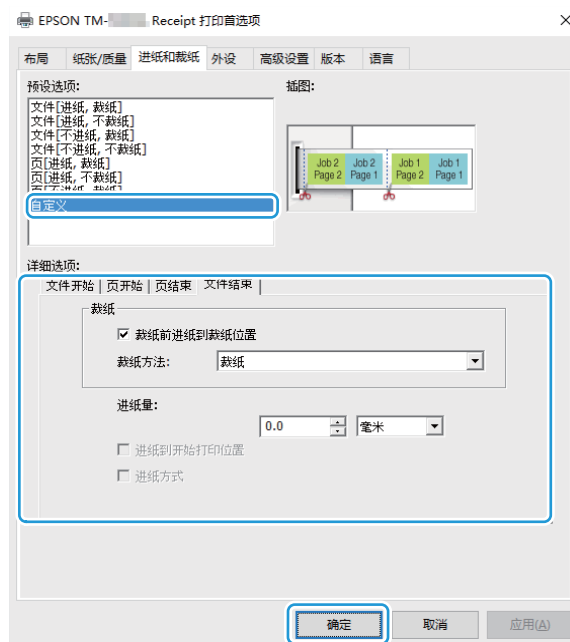 EPSON TM- Receipt 打印首选项
布局 纸张/质量 进纸和裁纸 外设 高级设置 版本 语言
预设选项:
插图:
文件[进纸, 裁纸]
文件[进纸, 不裁纸]
文件[不进纸, 裁纸]
文件[不进纸, 不裁纸]
页[进纸, 裁纸]
页[进纸, 不裁纸]
页[不进纸, 裁纸]
自定义
Job 2 Job 2 Job 1 Job 1
Page 2 Page 1 Page 2 Page 1
详细选项:
文件开始 页开始 页结束 文件结束
裁纸
裁纸前进纸到裁纸位置
裁纸方法: 裁纸
进纸量:
0.0 毫米
进纸到开始打印位置
进纸方式
确定 取消 应用(A)